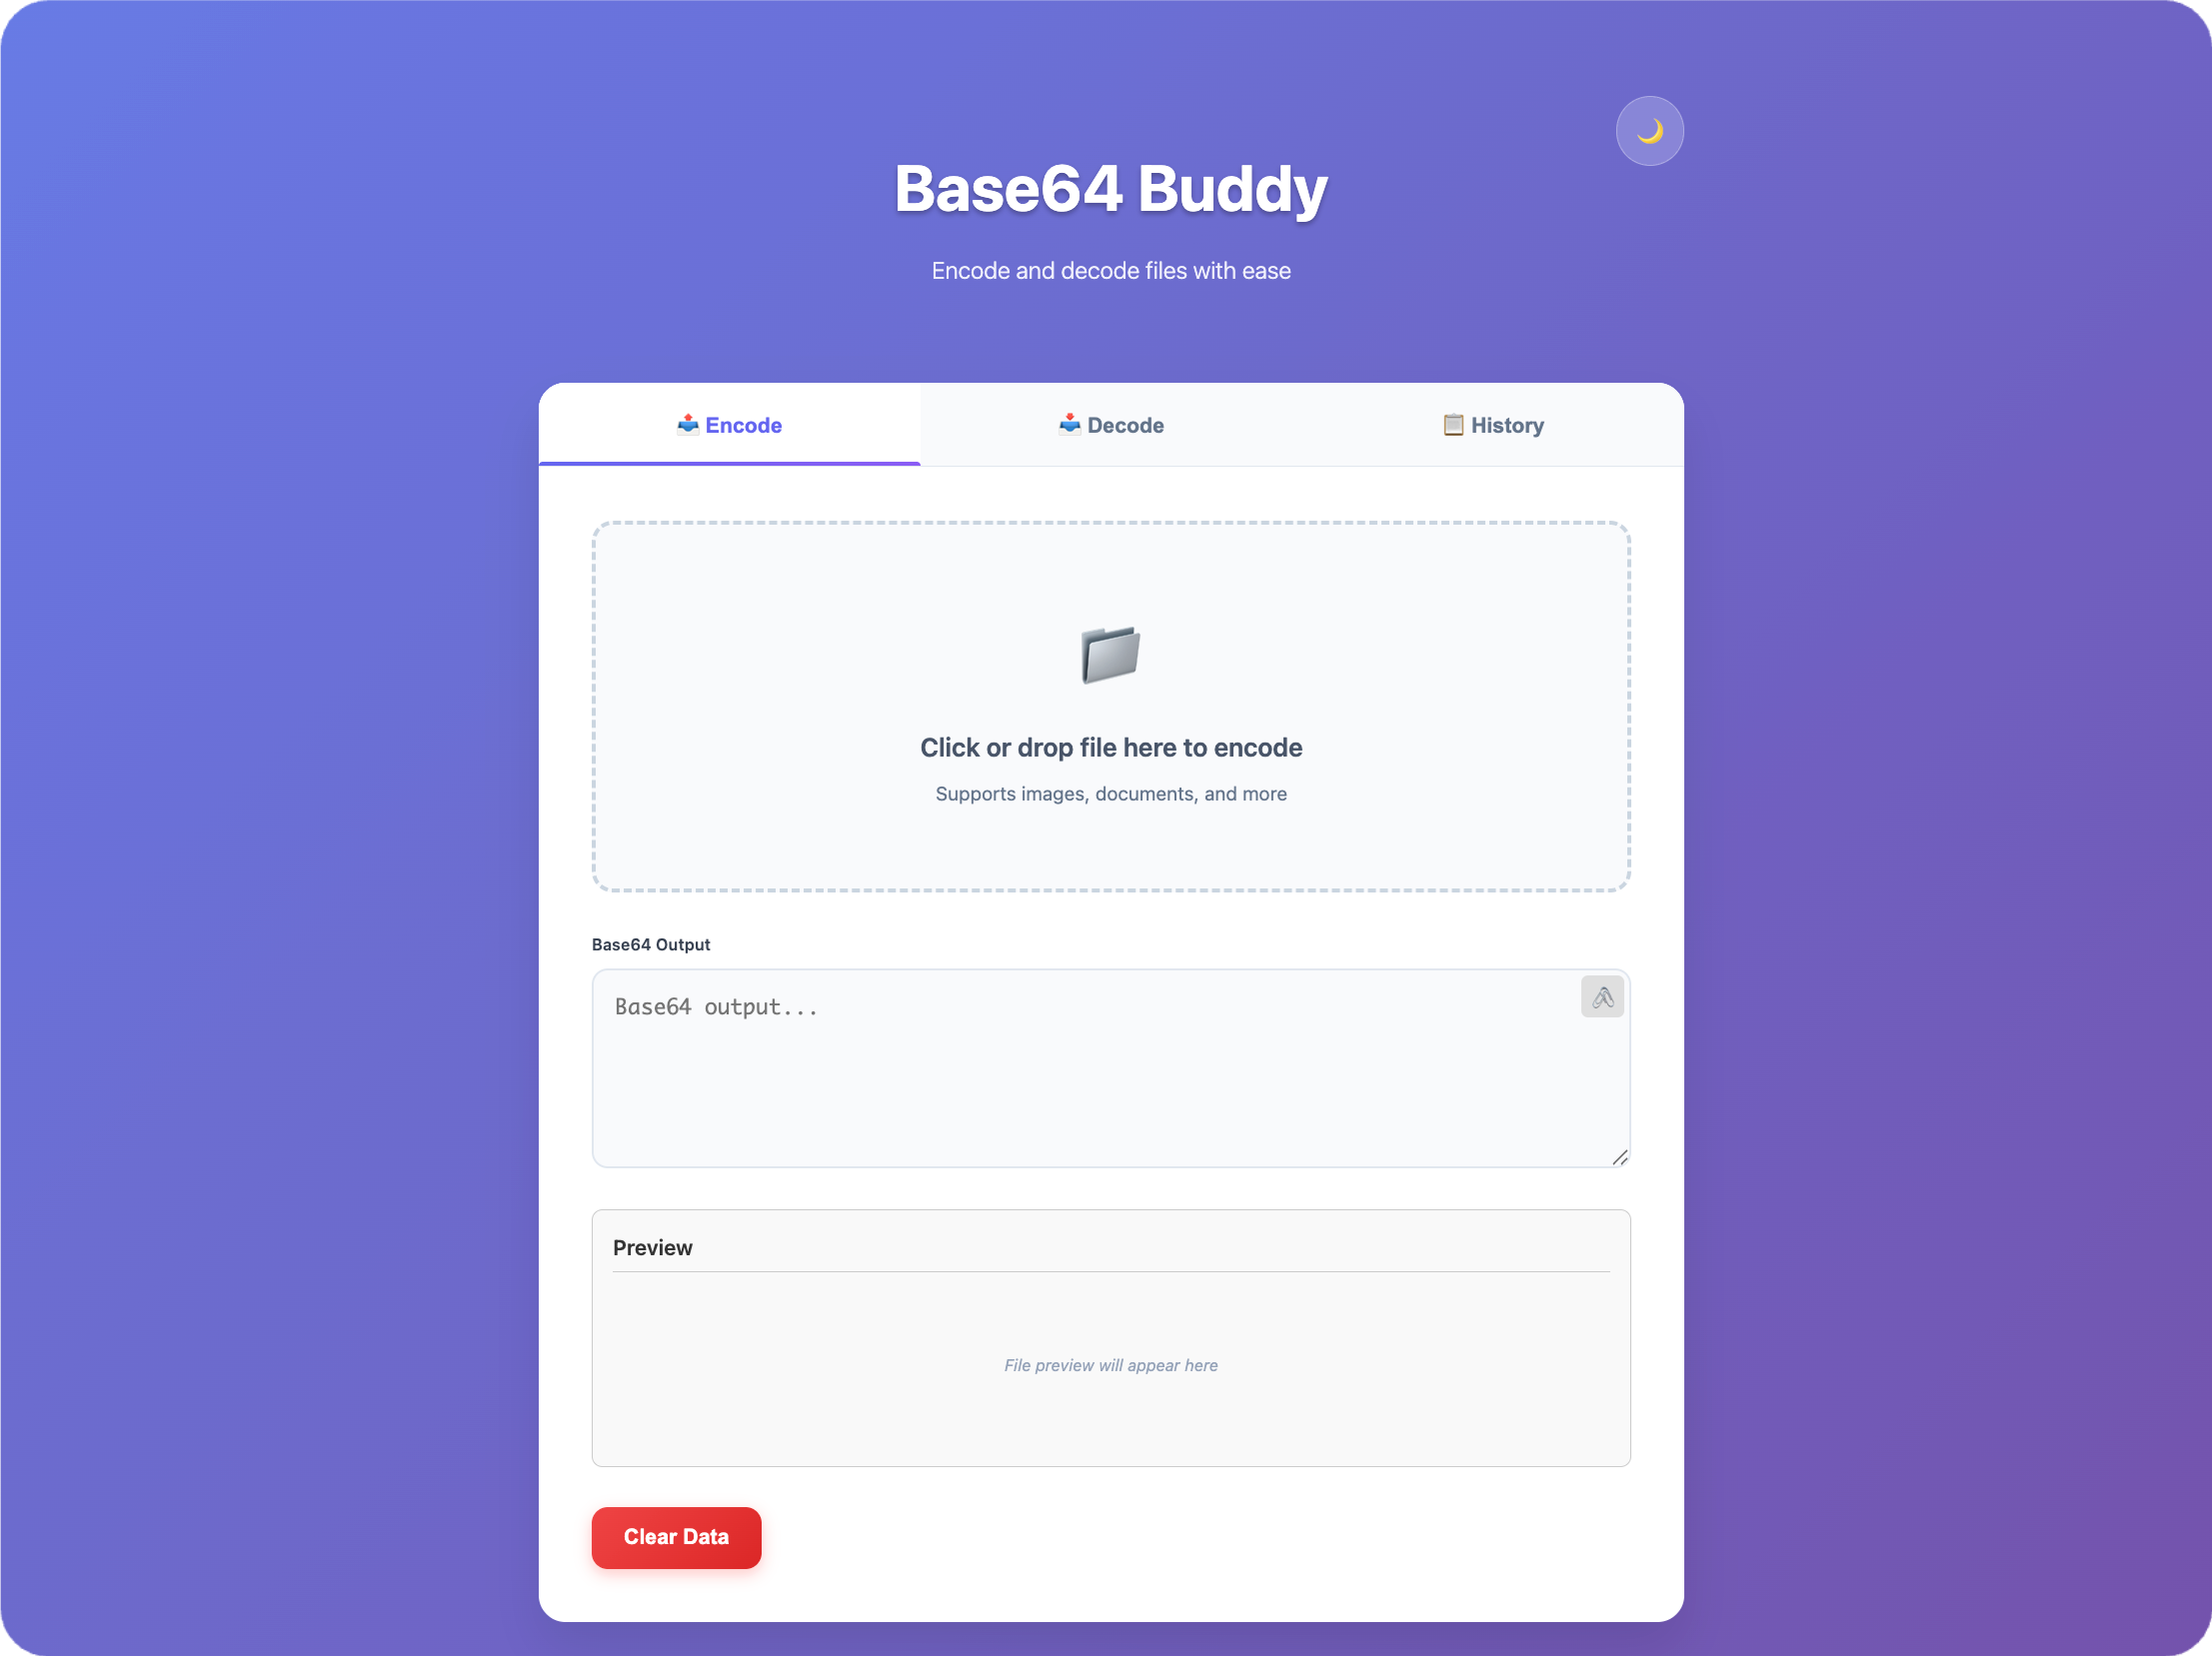 Base64 Buddy
Encode and decode files with ease
Encode
Decode
History
Click or drop file here to encode
Supports images, documents, and more
Base64 Output
Base64 output...
Preview
File preview will appear here
Clear Data